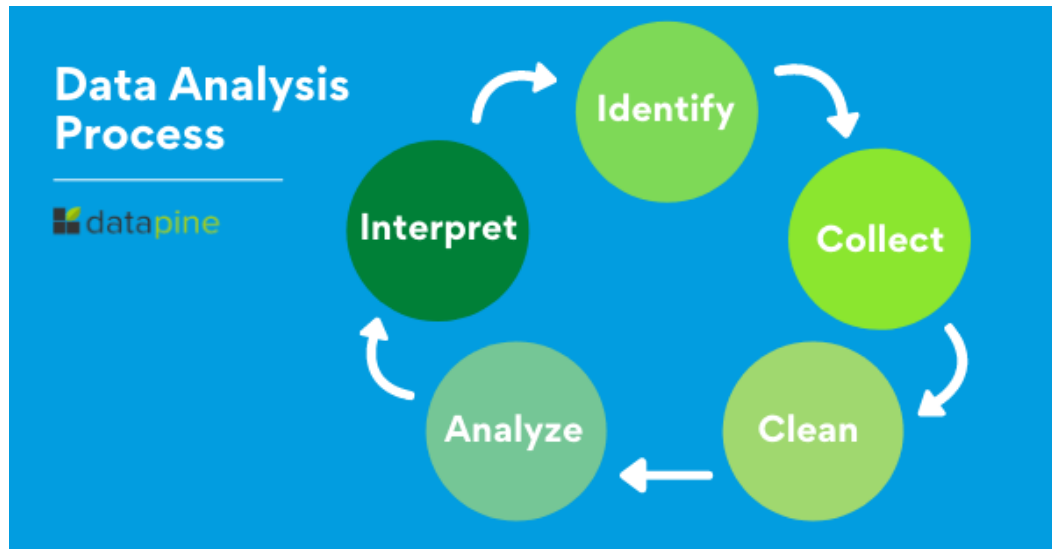 Data Analysis
Process
datapine
Identify
Collect
Clean
Analyze
Interpret